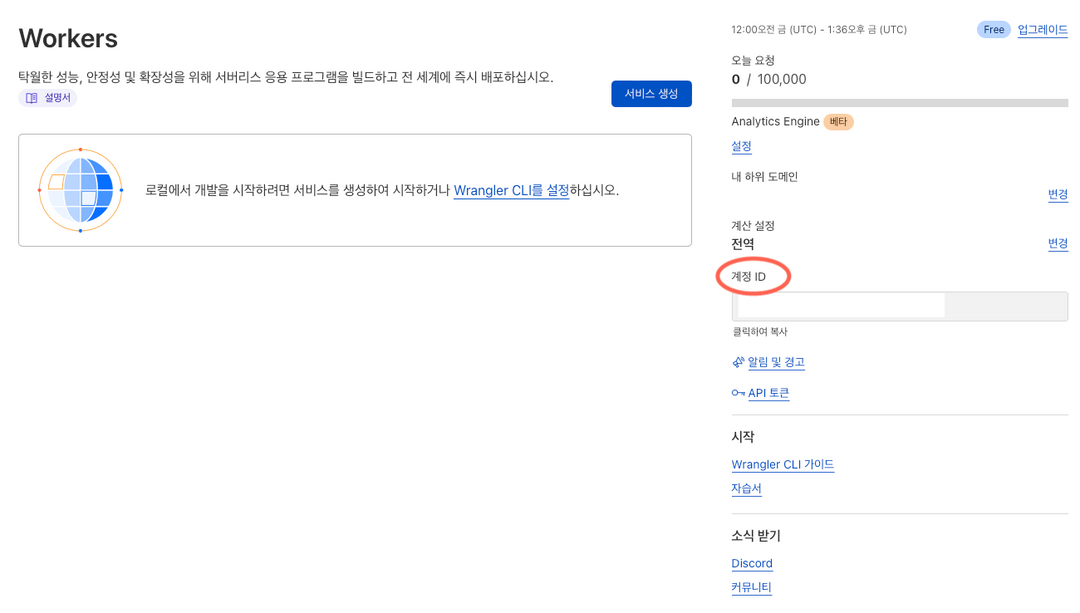 Workers
탁월한 성능, 안정성 및 확장성을 위해 서버리스 응용 프로그램을 빌드하고 전 세계에 즉시 배포하십시오.
설명서
서비스 생성
로컬에서 개발을 시작하려면 서비스를 생성하여 시작하거나 Wrangler CLI를 설정하십시오.
12:00오전 금 (UTC) - 1:36오후 금 (UTC)
Free 업그레이드
오늘 요청
0 / 100,000
Analytics Engine 베타
설정
내 하위 도메인
변경
계산 설정
전역
변경
계정 ID
클릭하여 복사
알림 및 경고
API 토큰
시작
Wrangler CLI 가이드
자습서
소식 받기
Discord
커뮤니티